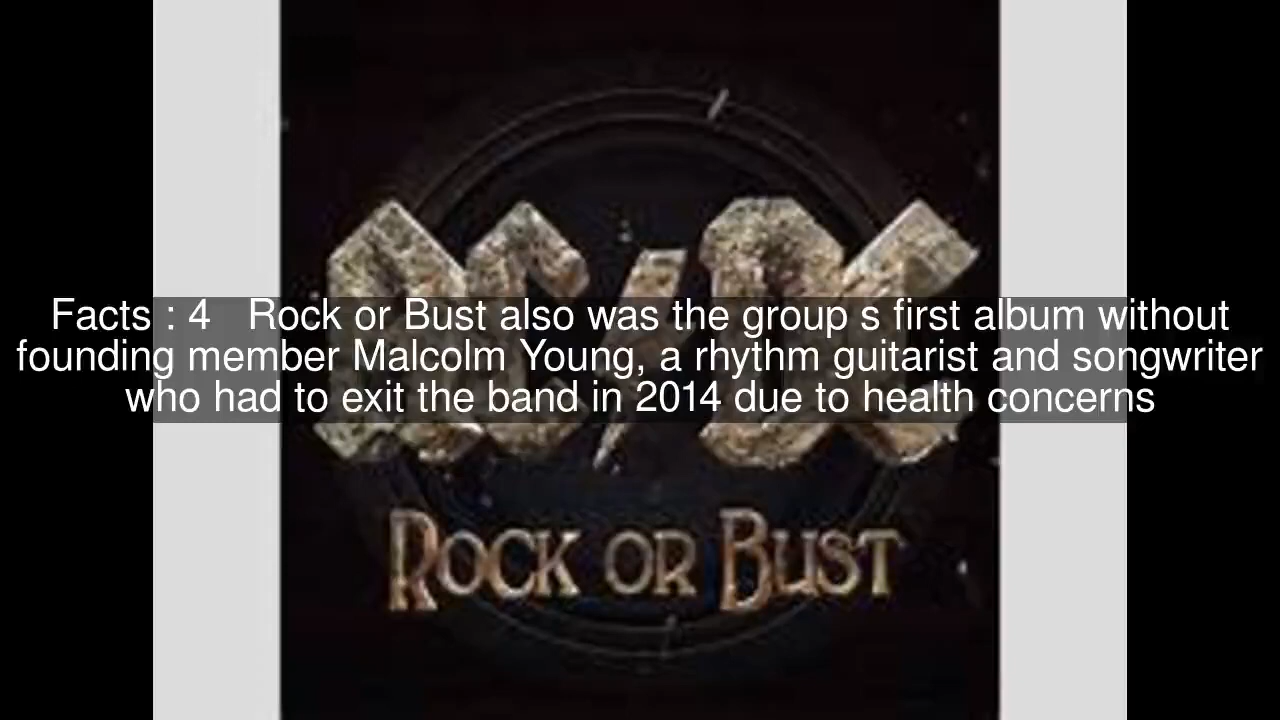 AC/DC
Facts : 4   Rock or Bust also was the group s first album without
founding member Malcolm Young, a rhythm guitarist and songwriter
who had to exit the band in 2014 due to health concerns
ROCK OR BUST